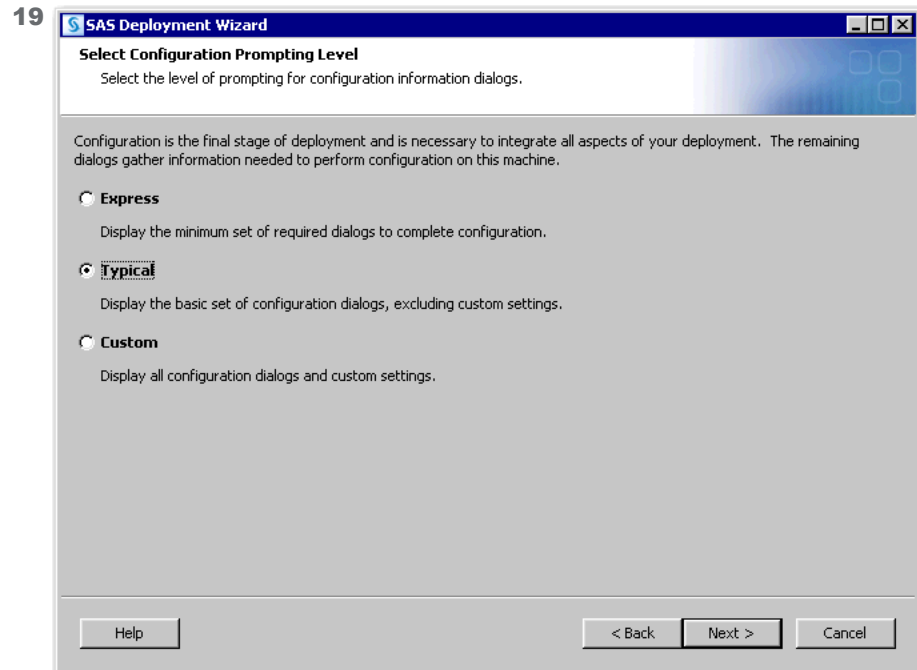 19
SAS Deployment Wizard
Select Configuration Prompting Level
Select the level of prompting for configuration information dialogs.
Configuration is the final stage of deployment and is necessary to integrate all aspects of your deployment. The remaining
dialogs gather information needed to perform configuration on this machine.
Express
Display the minimum set of required dialogs to complete configuration.
Typical
Display the basic set of configuration dialogs, excluding custom settings.
Custom
Display all configuration dialogs and custom settings.
Help < Back Next > Cancel